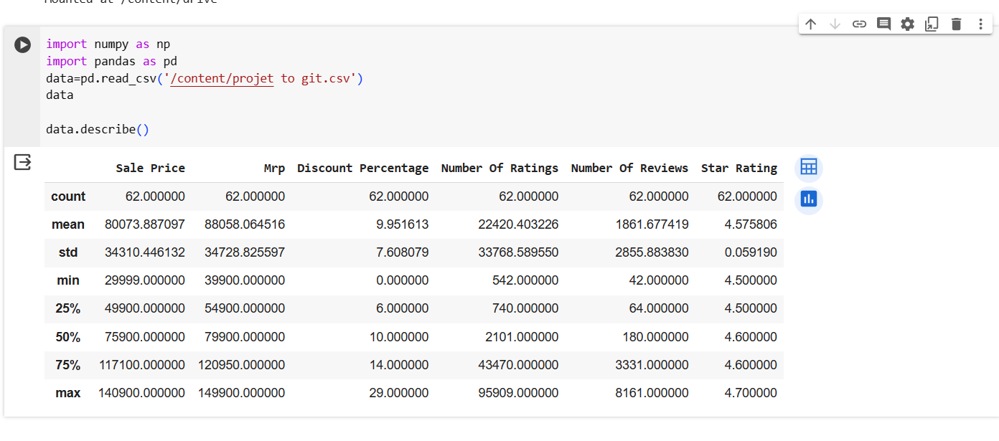 Mounted at /content/drive
import numpy as np
import pandas as pd
data=pd.read_csv('/content/projet to git.csv')
data
data.describe()
Sale Price Mrp Discount Percentage Number Of Ratings Number Of Reviews Star Rating
count 62.000000 62.000000 62.000000 62.000000 62.000000 62.000000
mean 80073.887097 88058.064516 9.951613 22420.403226 1861.677419 4.575806
std 34310.446132 34728.825597 7.608079 33768.589550 2855.883830 0.059190
min 29999.000000 39900.000000 0.000000 542.000000 42.000000 4.500000
25% 49900.000000 54900.000000 6.000000 740.000000 64.000000 4.500000
50% 75900.000000 79900.000000 10.000000 2101.000000 180.000000 4.600000
75% 117100.000000 120950.000000 14.000000 43470.000000 3331.000000 4.600000
max 140900.000000 149900.000000 29.000000 95909.000000 8161.000000 4.700000